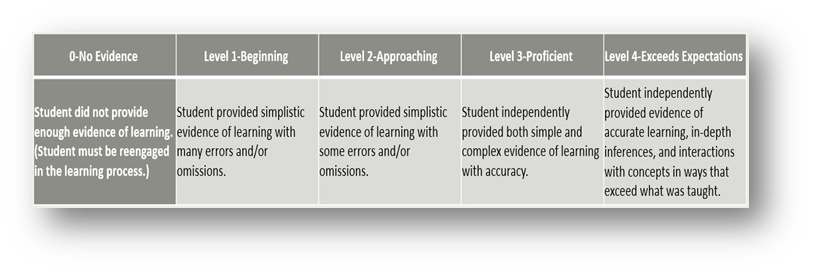 0-No Evidence
Level 1-Beginning
Level 2-Approaching
Level 3-Proficient
Level 4-Exceeds Expectations
Student did not provide
enough evidence of learning.
(Student must be reengaged
in the learning process.)
Student provided simplistic
evidence of learning with
many errors and/or
omissions.
Student provided simplistic
evidence of learning with
some errors and/or
omissions.
Student independently
provided both simple and
complex evidence of learning
with accuracy.
Student independently
provided evidence of
accurate learning, in-depth
inferences, and interactions
with concepts in ways that
exceed what was taught.